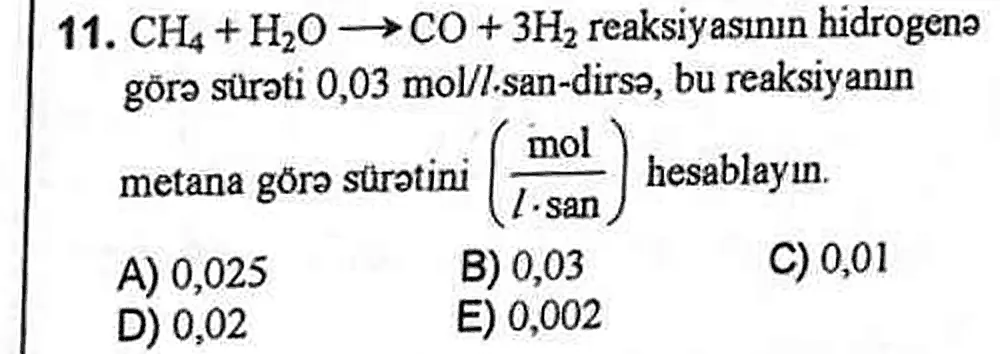 11. CH₄ + H₂O ⟶ CO + 3H₂ reaksiyasının hidrogenə
görə sürəti 0,03 mol/l·san-dirsə, bu reaksiyanın
metana görə sürətini (mol / l·san) hesablayın.
A) 0,025 B) 0,03 C) 0,01
D) 0,02 E) 0,002